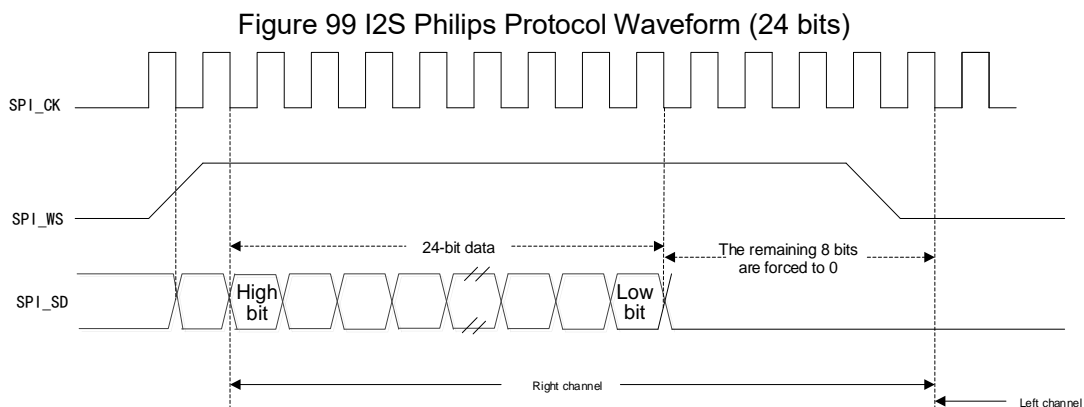 Figure 99 I2S Philips Protocol Waveform (24 bits)
SPI_CK
SPI_WS
24-bit data
The remaining 8 bits
are forced to 0
SPI_SD
High
bit
Low
bit
Right channel
Left channel